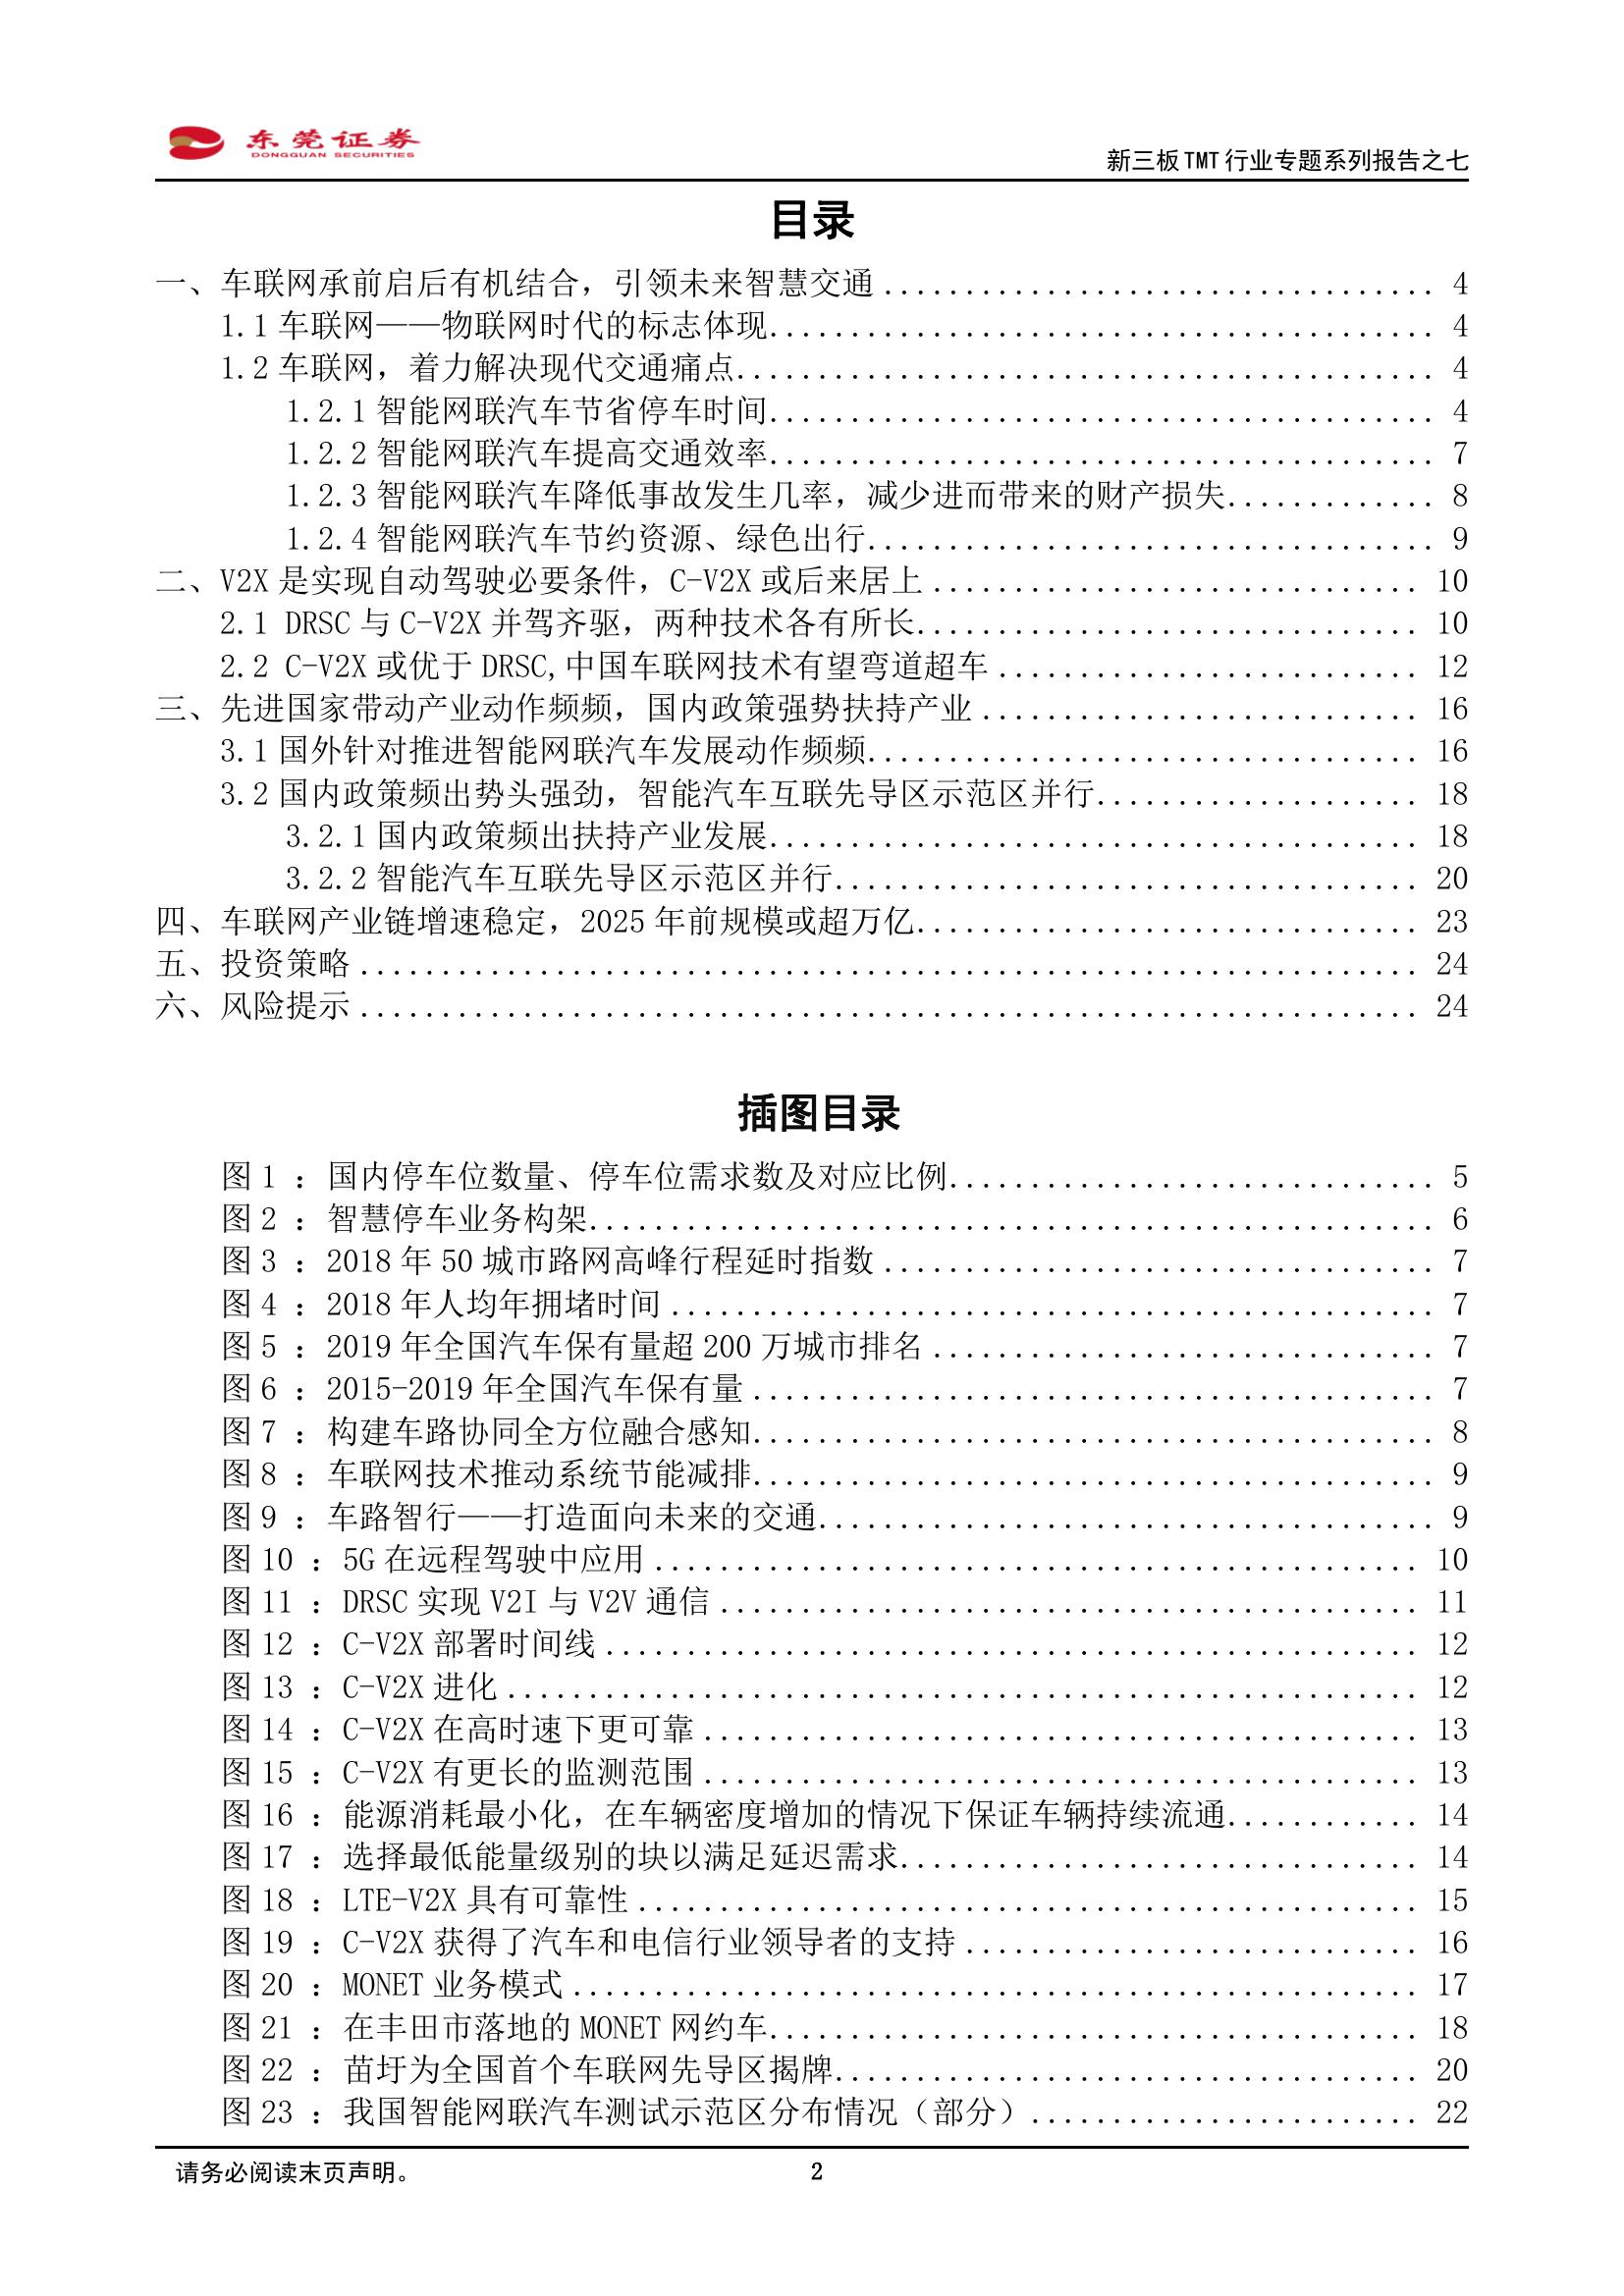 东莞证券
DONGGUAN SECURITIES
新三板 TMT 行业专题系列报告之七
目录
一、车联网承前启后有机结合，引领未来智慧交通 .................................. 4
1.1 车联网——物联网时代的标志体现......................................... 4
1.2 车联网，着力解决现代交通痛点........................................... 4
1.2.1 智能网联汽车节省停车时间......................................... 4
1.2.2 智能网联汽车提高交通效率......................................... 7
1.2.3 智能网联汽车降低事故发生几率，减少进而带来的财产损失............. 8
1.2.4 智能网联汽车节约资源、绿色出行................................... 9
二、V2X 是实现自动驾驶必要条件，C-V2X 或后来居上 .............................. 10
2.1 DRSC 与 C-V2X 并驾齐驱，两种技术各有所长............................... 10
2.2 C-V2X 或优于 DRSC,中国车联网技术有望弯道超车 .......................... 12
三、先进国家带动产业动作频频，国内政策强势扶持产业 ........................... 16
3.1 国外针对推进智能网联汽车发展动作频频.................................. 16
3.2 国内政策频出势头强劲，智能汽车互联先导区示范区并行.................... 18
3.2.1 国内政策频出扶持产业发展........................................ 18
3.2.2 智能汽车互联先导区示范区并行.................................... 20
四、车联网产业链增速稳定，2025 年前规模或超万亿............................... 23
五、投资策略 ................................................................. 24
六、风险提示 ................................................................. 24
插图目录
图 1 ：国内停车位数量、停车位需求数及对应比例.............................. 5
图 2 ：智慧停车业务构架.................................................... 6
图 3 ：2018 年 50 城市路网高峰行程延时指数 .................................. 7
图 4 ：2018 年人均年拥堵时间 ............................................... 7
图 5 ：2019 年全国汽车保有量超 200 万城市排名 ............................... 7
图 6 ：2015-2019 年全国汽车保有量 .......................................... 7
图 7 ：构建车路协同全方位融合感知.......................................... 8
图 8 ：车联网技术推动系统节能减排.......................................... 9
图 9 ：车路智行——打造面向未来的交通...................................... 9
图 10 ：5G 在远程驾驶中应用 ............................................... 10
图 11 ：DRSC 实现 V2I 与 V2V 通信 ........................................... 11
图 12 ：C-V2X 部署时间线 .................................................. 12
图 13 ：C-V2X 进化 ........................................................ 12
图 14 ：C-V2X 在高时速下更可靠 ............................................ 13
图 15 ：C-V2X 有更长的监测范围 ............................................ 13
图 16 ：能源消耗最小化，在车辆密度增加的情况下保证车辆持续流通............ 14
图 17 ：选择最低能量级别的块以满足延迟需求................................ 14
图 18 ：LTE-V2X 具有可靠性 ................................................ 15
图 19 ：C-V2X 获得了汽车和电信行业领导者的支持 ............................ 16
图 20 ：MONET 业务模式 .................................................... 17
图 21 ：在丰田市落地的 MONET 网约车........................................ 18
图 22 ：苗圩为全国首个车联网先导区揭牌.................................... 20
图 23 ：我国智能网联汽车测试示范区分布情况（部分）........................ 22
请务必阅读末页声明。
2